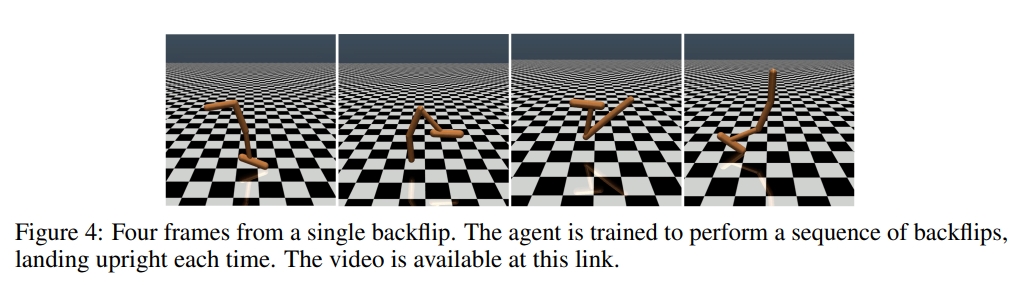 Figure 4: Four frames from a single backflip. The agent is trained to perform a sequence of backflips,
landing upright each time. The video is available at this link.